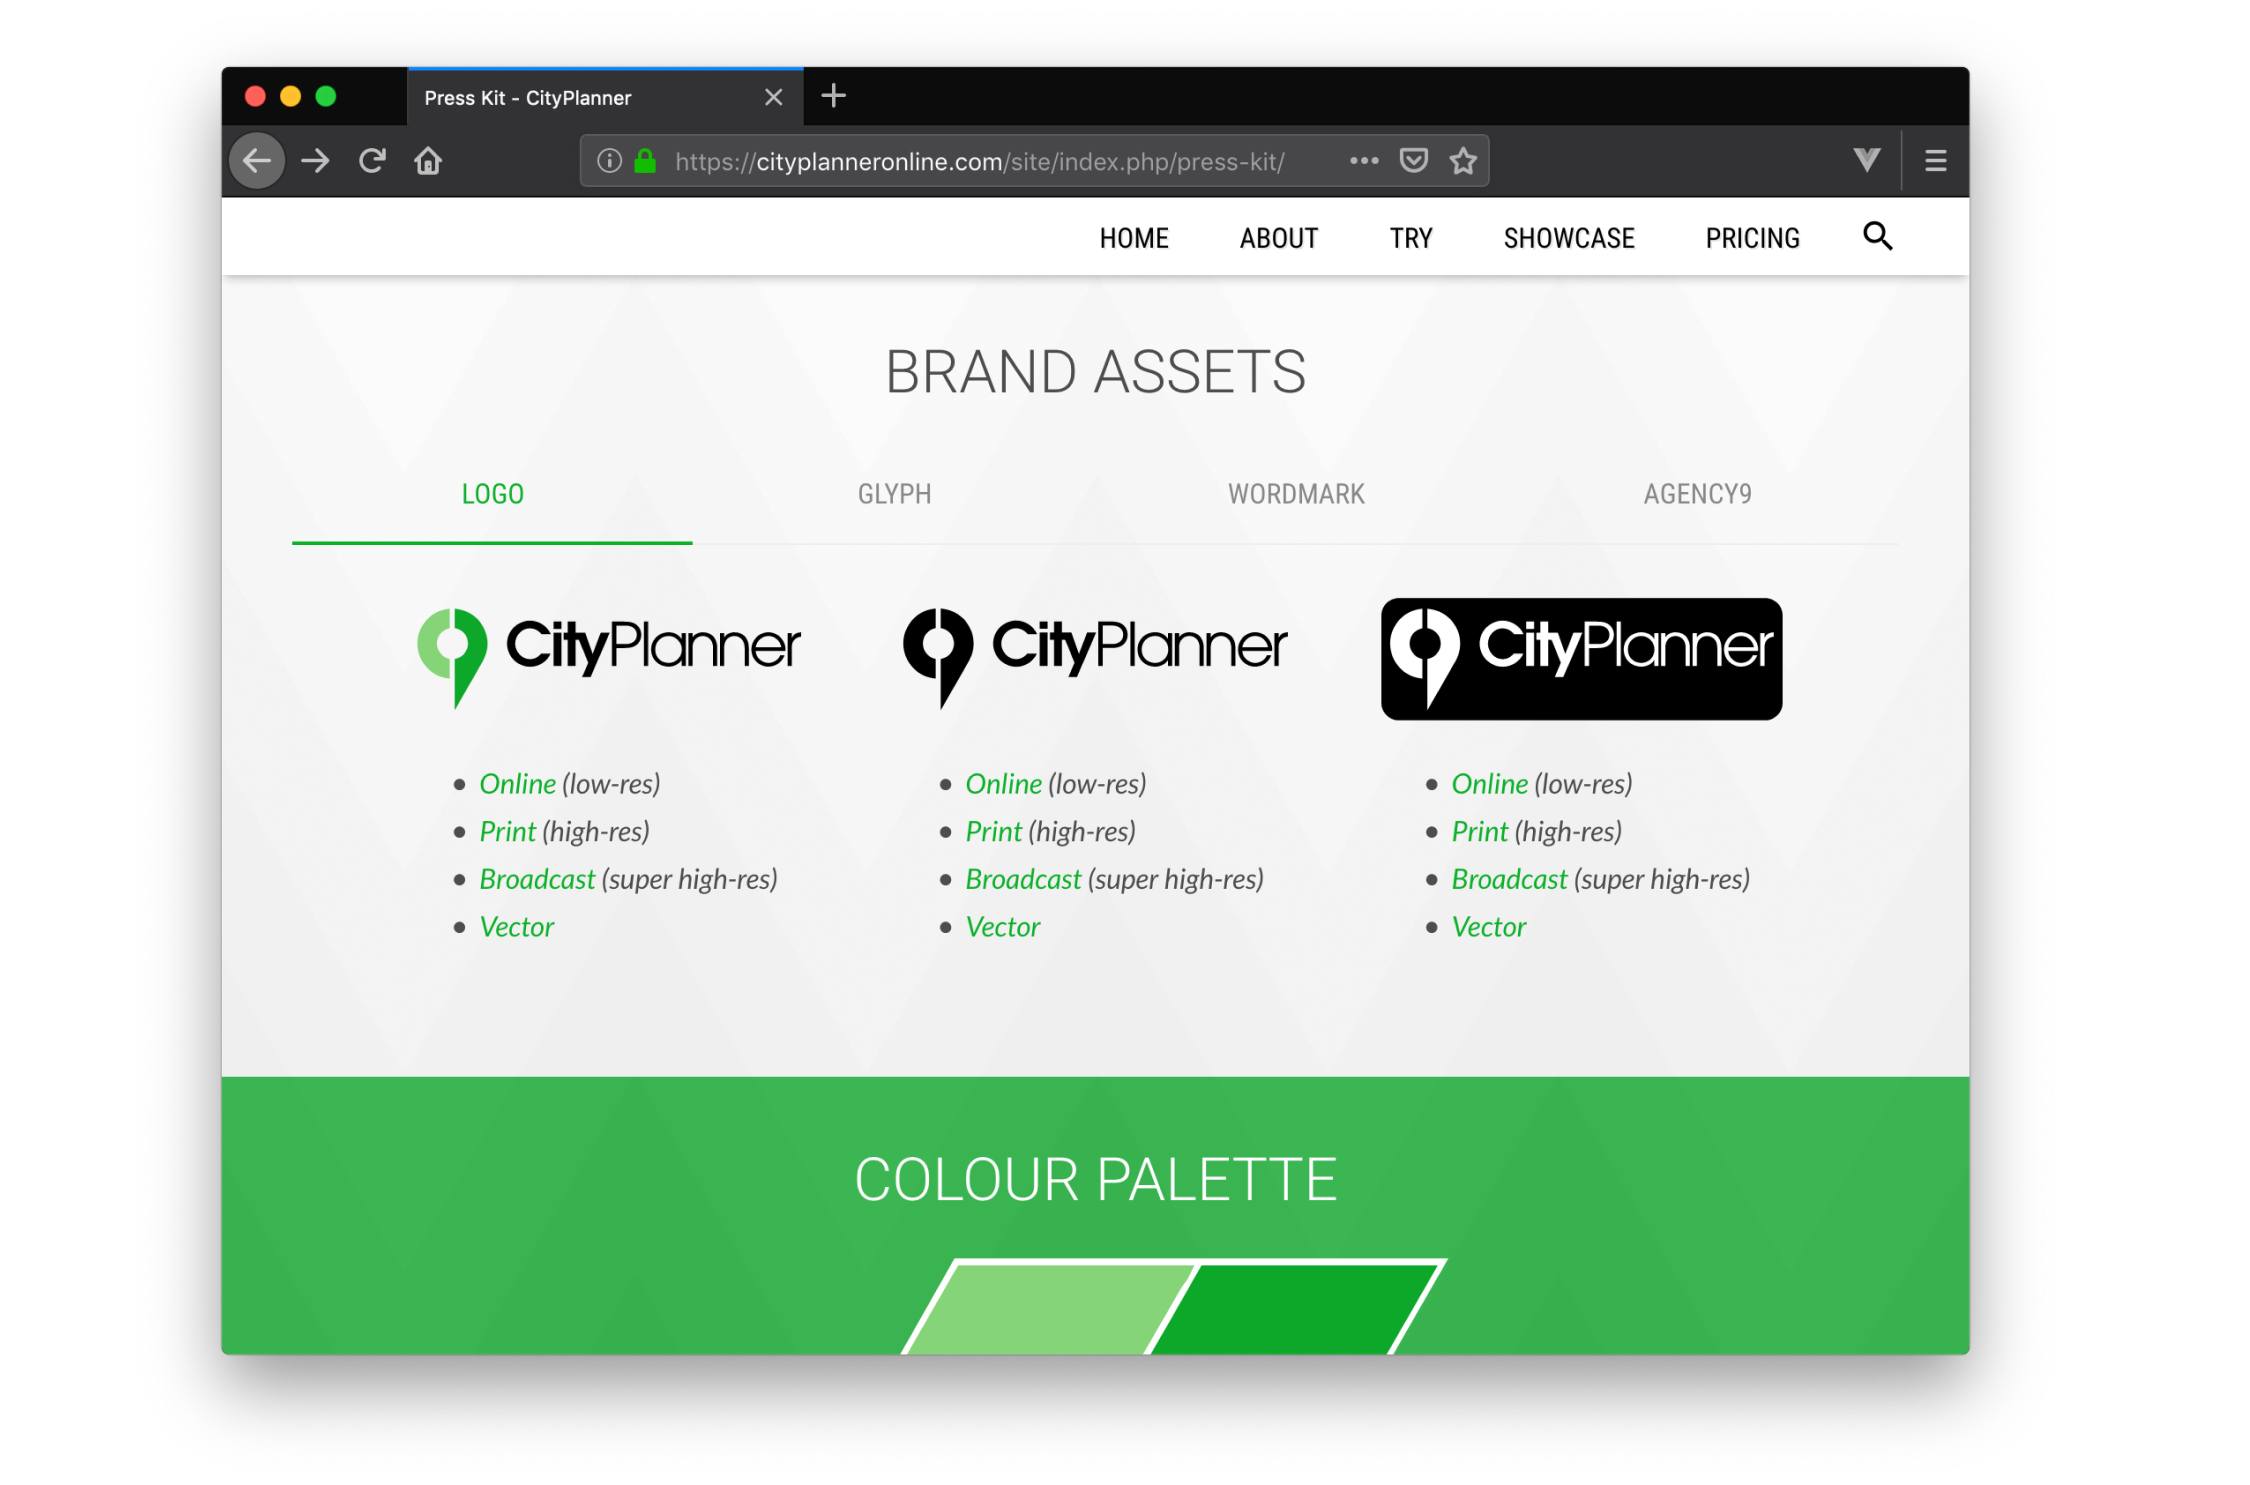 Press Kit - CityPlanner
https://cityplanneronline.com/site/index.php/press-kit/
HOME ABOUT TRY SHOWCASE PRICING
BRAND ASSETS
LOGO GLYPH WORDMARK AGENCY9
CityPlanner CityPlanner CityPlanner
Online (low-res) Online (low-res) Online (low-res)
Print (high-res) Print (high-res) Print (high-res)
Broadcast (super high-res) Broadcast (super high-res) Broadcast (super high-res)
Vector Vector Vector
COLOUR PALETTE